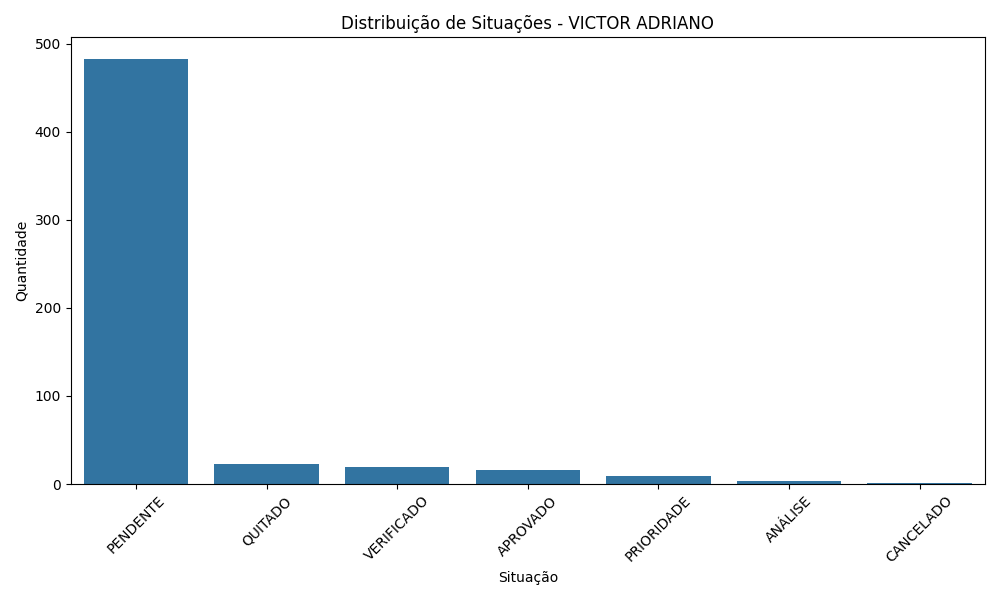 Distribuição de Situações - VICTOR ADRIANO
Quantidade
500
400
300
200
100
0
PENDENTE
QUITADO
VERIFICADO
APROVADO
PRIORIDADE
ANÁLISE
CANCELADO
Situação